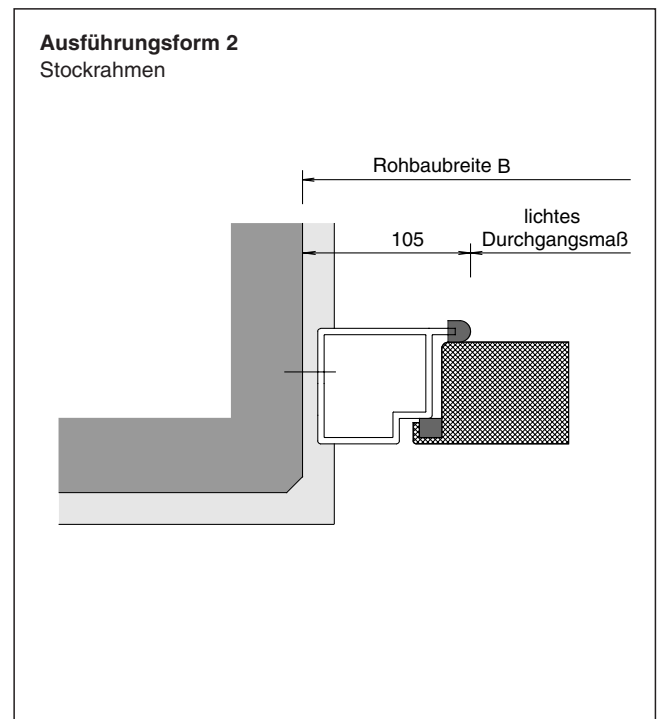 Ausführungsform 2
Stockrahmen
Rohbaubreite B
105
lichtes
Durchgangsmaß